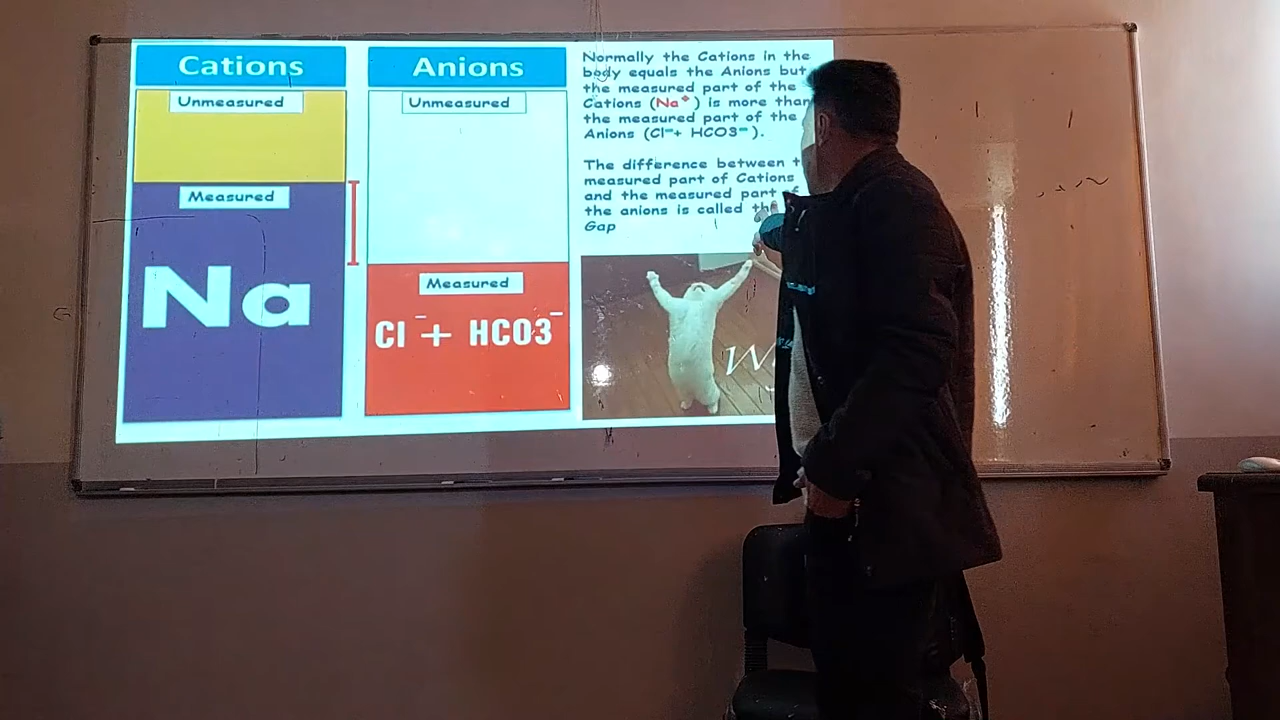 Cations
Anions
Unmeasured
Unmeasured
Measured
Na
Measured
Cl⁻ + HCO3⁻
Normally the Cations in the
body equals the Anions but
the measured part of the
Cations (Na⁺) is more than
the measured part of the
Anions (Cl⁻+ HCO3⁻).
The difference between
measured part of Cations
and the measured part of
the anions is called
Gap